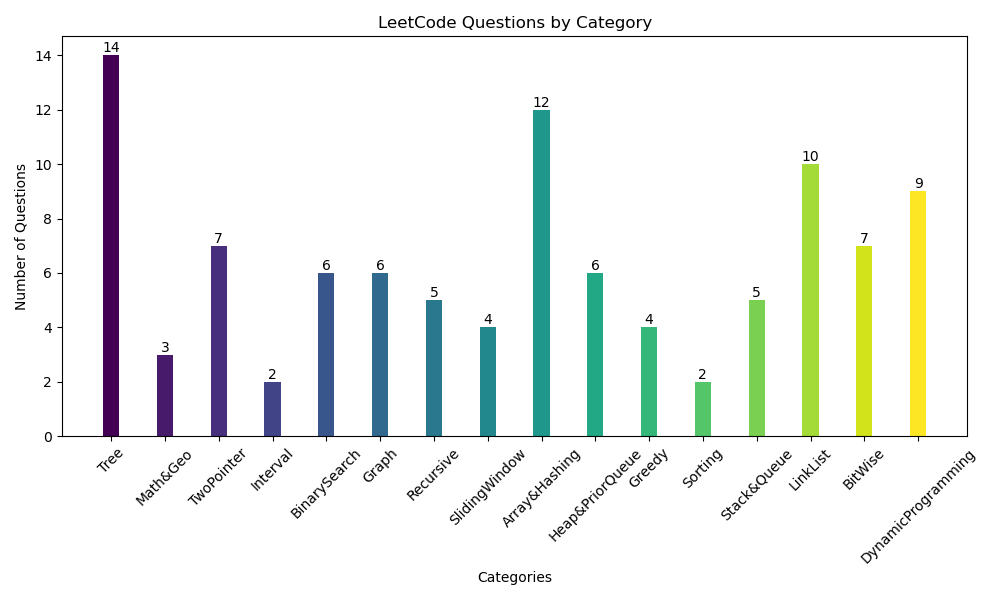 LeetCode Questions by Category
Number of Questions
14
12
10
8
6
4
2
0
14
3
7
2
6
6
5
4
12
6
4
2
5
10
7
9
Tree
Math&Geo
TwoPointer
Interval
BinarySearch
Graph
Recursive
SlidingWindow
Array&Hashing
Heap&PriorQueue
Greedy
Sorting
Stack&Queue
LinkList
BitWise
DynamicProgramming
Categories